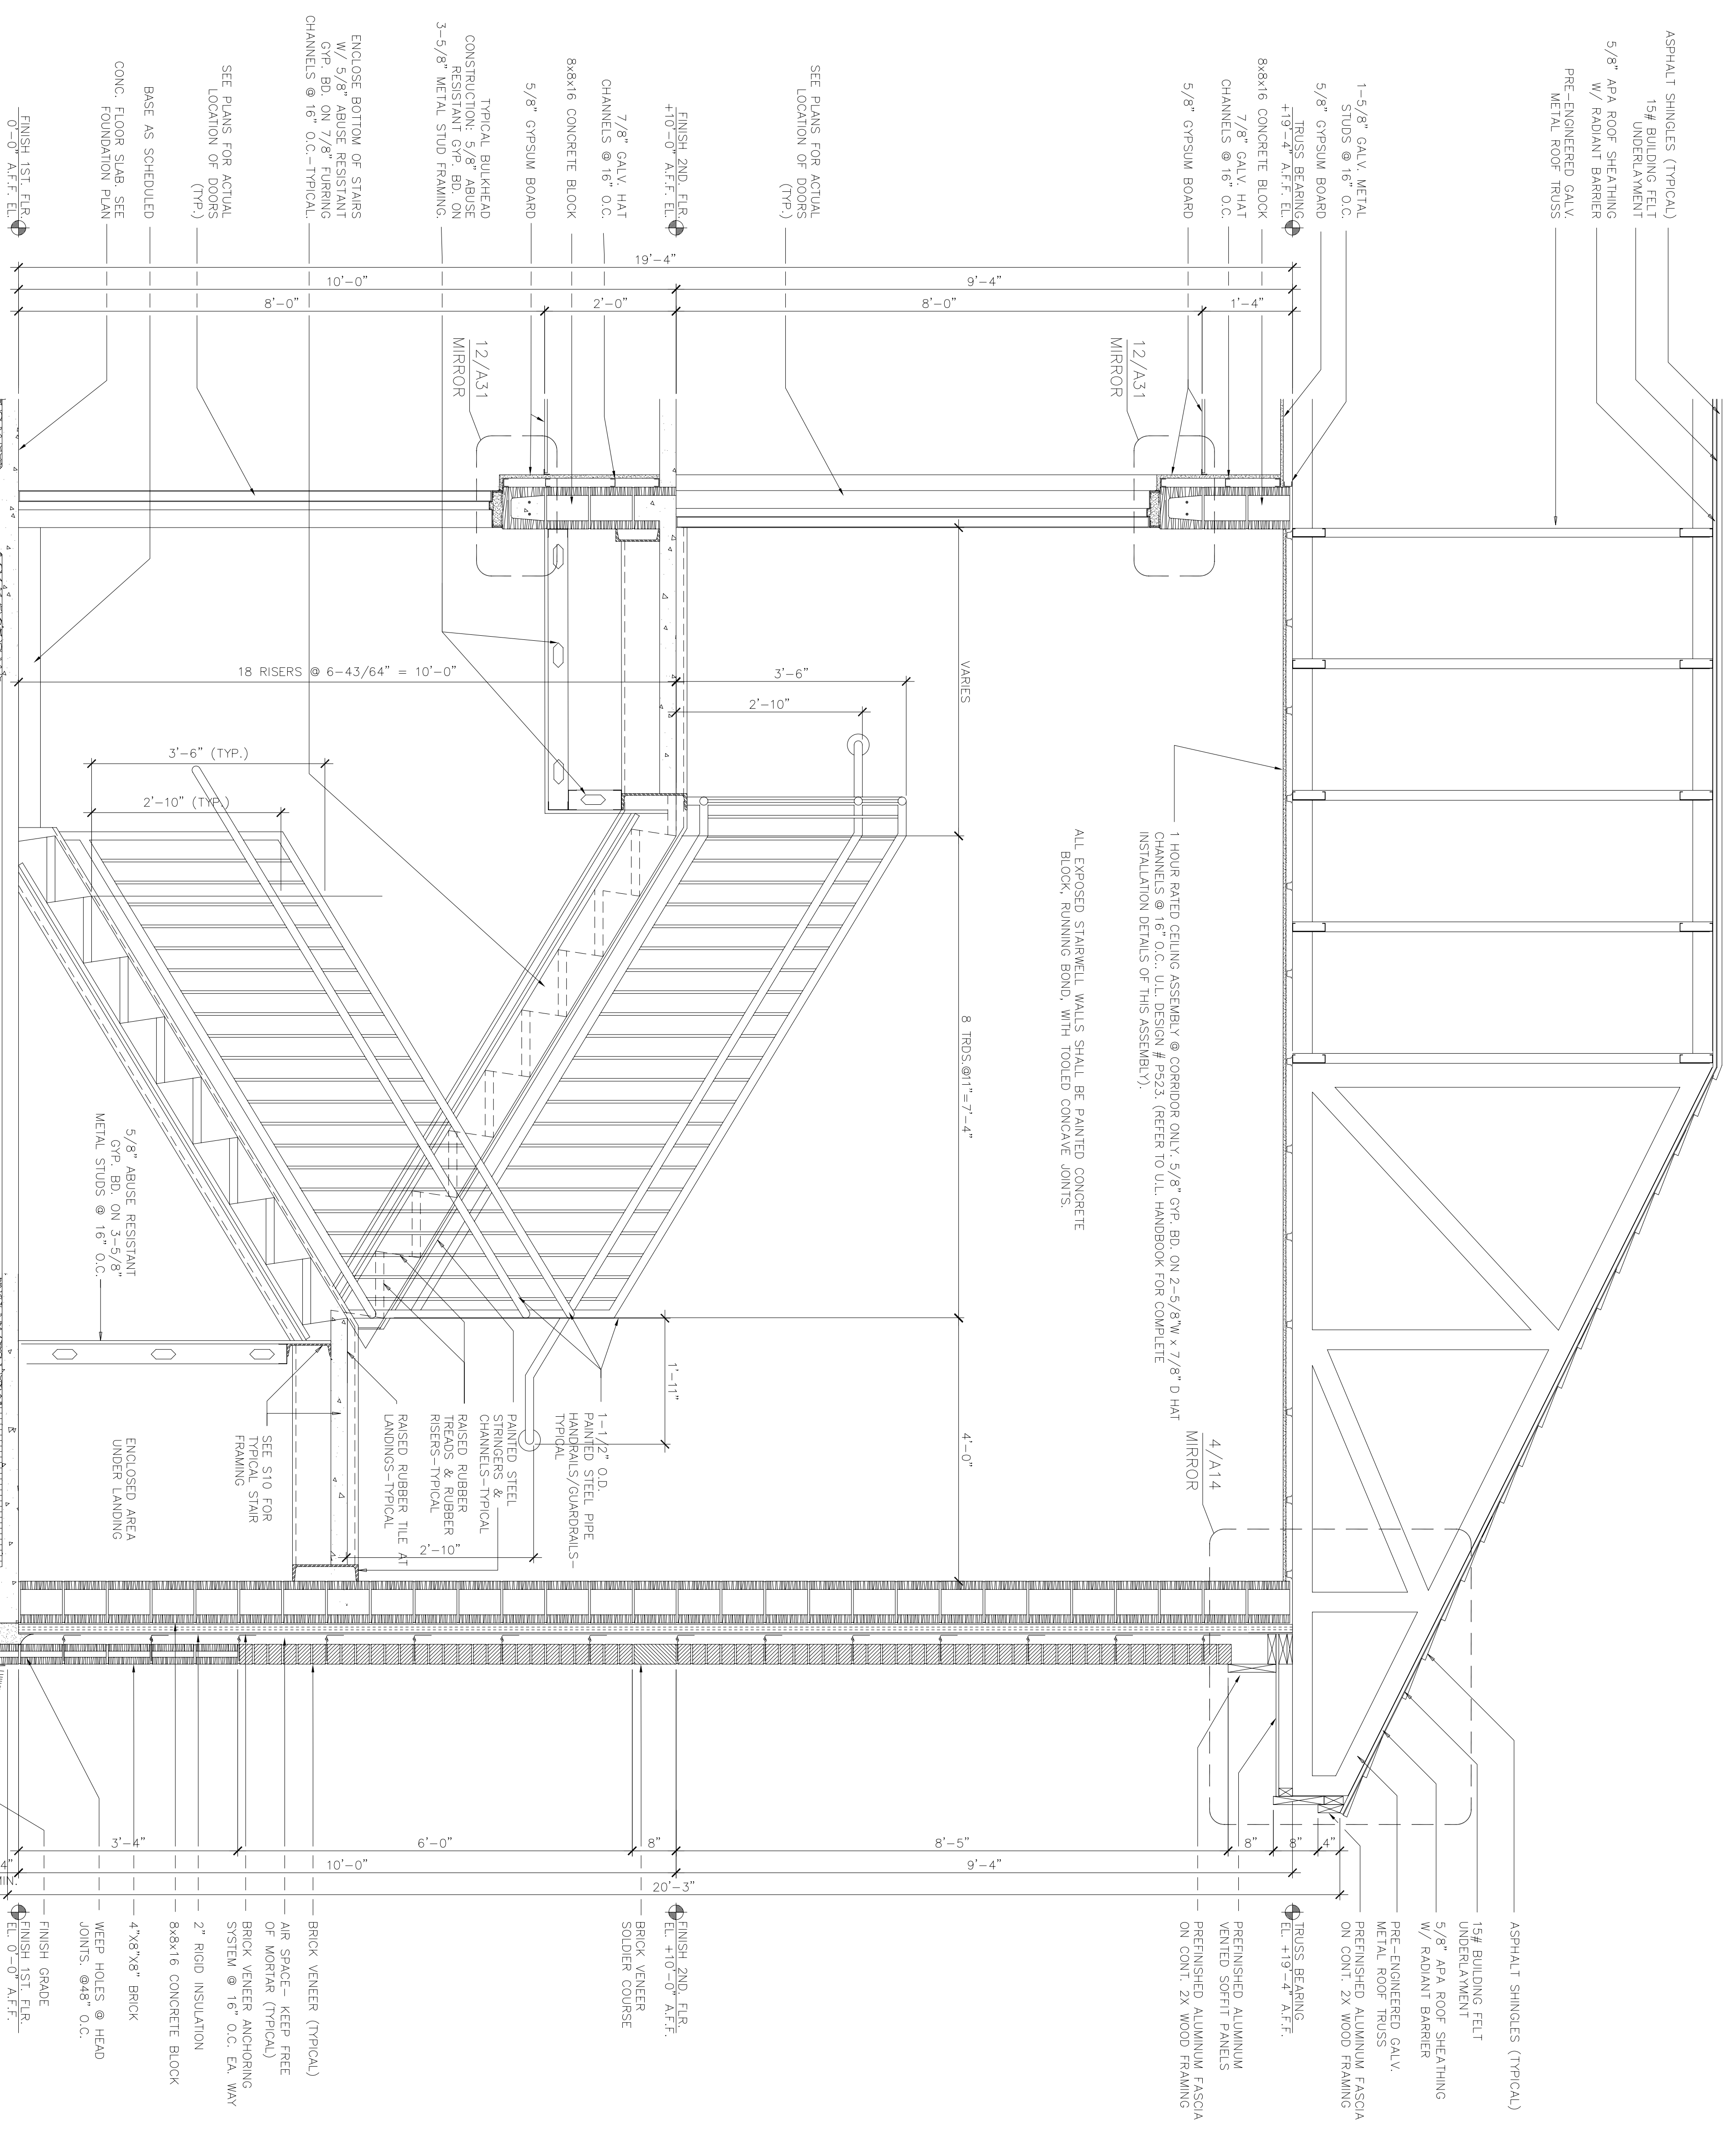 ASPHALT SHINGLES (TYPICAL)
15# BUILDING FELT
UNDERLAYMENT
5/8" APA ROOF SHEATHING
W/ RADIANT BARRIER
PRE-ENGINEERED GALV.
METAL ROOF TRUSS
1-5/8" GALV. METAL
STUDS @ 16" O.C.
5/8" GYPSUM BOARD
TRUSS BEARING
+19'-4" A.F.F. EL.
8x8x16 CONCRETE BLOCK
7/8" GALV. HAT
CHANNELS @ 16" O.C.
5/8" GYPSUM BOARD
SEE PLANS FOR ACTUAL
LOCATION OF DOORS
(TYP.)
FINISH 2ND. FLR.
+10'-0" A.F.F. EL.
7/8" GALV. HAT
CHANNELS @ 16" O.C.
8x8x16 CONCRETE BLOCK
5/8" GYPSUM BOARD
TYPICAL BULKHEAD
CONSTRUCTION: 5/8" ABUSE
RESISTANT GYP. BD. ON
3-5/8" METAL STUD FRAMING.
ENCLOSE BOTTOM OF STAIRS
W/ 5/8" ABUSE RESISTANT
GYP. BD. ON 7/8" FURRING
CHANNELS @ 16" O.C.-TYPICAL.
SEE PLANS FOR ACTUAL
LOCATION OF DOORS
(TYP.)
BASE AS SCHEDULED
CONC. FLOOR SLAB. SEE
FOUNDATION PLAN
FINISH 1ST. FLR.
0'-0" A.F.F. EL.
19'-4"
10'-0"
9'-4"
8'-0"
2'-0"
8'-0"
1'-4"
12/A31
MIRROR
12/A31
MIRROR
18 RISERS @ 6-43/64" = 10'-0"
3'-6"
2'-10"
VARIES
3'-6" (TYP.)
2'-10" (TYP.)
8 TRDS.@11"=7'-4"
4'-0"
1'-11"
2'-10"
1 HOUR RATED CEILING ASSEMBLY @ CORRIDOR ONLY. 5/8" GYP. BD. ON 2-5/8"W x 7/8" D HAT
CHANNELS @ 16" O.C.. U.L. DESIGN # P523. (REFER TO U.L. HANDBOOK FOR COMPLETE
INSTALLATION DETAILS OF THIS ASSEMBLY).
ALL EXPOSED STAIRWELL WALLS SHALL BE PAINTED CONCRETE
BLOCK, RUNNING BOND, WITH TOOLED CONCAVE JOINTS.
4/A14
MIRROR
1-1/2" O.D.
PAINTED STEEL PIPE
HANDRAILS/GUARDRAILS-
TYPICAL
PAINTED STEEL
STRINGERS &
CHANNELS-TYPICAL
RAISED RUBBER
TREADS & RUBBER
RISERS-TYPICAL
RAISED RUBBER TILE AT
LANDINGS-TYPICAL
SEE S10 FOR
TYPICAL STAIR
FRAMING
5/8" ABUSE RESISTANT
GYP. BD. ON 3-5/8"
METAL STUDS @ 16" O.C.
ENCLOSED AREA
UNDER LANDING
3'-4"
6'-0"
8"
8'-5"
8"
8"
4"
10'-0"
9'-4"
20'-3"
4"
MIN.
ASPHALT SHINGLES (TYPICAL)
15# BUILDING FELT
UNDERLAYMENT
5/8" APA ROOF SHEATHING
W/ RADIANT BARRIER
PRE-ENGINEERED GALV.
METAL ROOF TRUSS
PREFINISHED ALUMINUM FASCIA
ON CONT. 2X WOOD FRAMING
TRUSS BEARING
EL. +19'-4" A.F.F.
PREFINISHED ALUMINUM
VENTED SOFFIT PANELS
PREFINISHED ALUMINUM FASCIA
ON CONT. 2X WOOD FRAMING
FINISH 2ND. FLR.
EL. +10'-0" A.F.F.
BRICK VENEER
SOLDIER COURSE
BRICK VENEER (TYPICAL)
AIR SPACE- KEEP FREE
OF MORTAR (TYPICAL)
BRICK VENEER ANCHORING
SYSTEM @ 16" O.C. EA. WAY
2" RIGID INSULATION
8x8x16 CONCRETE BLOCK
4"X8"X8" BRICK
WEEP HOLES @ HEAD
JOINTS. @48" O.C.
FINISH GRADE
FINISH 1ST. FLR.
EL. 0'-0" A.F.F.